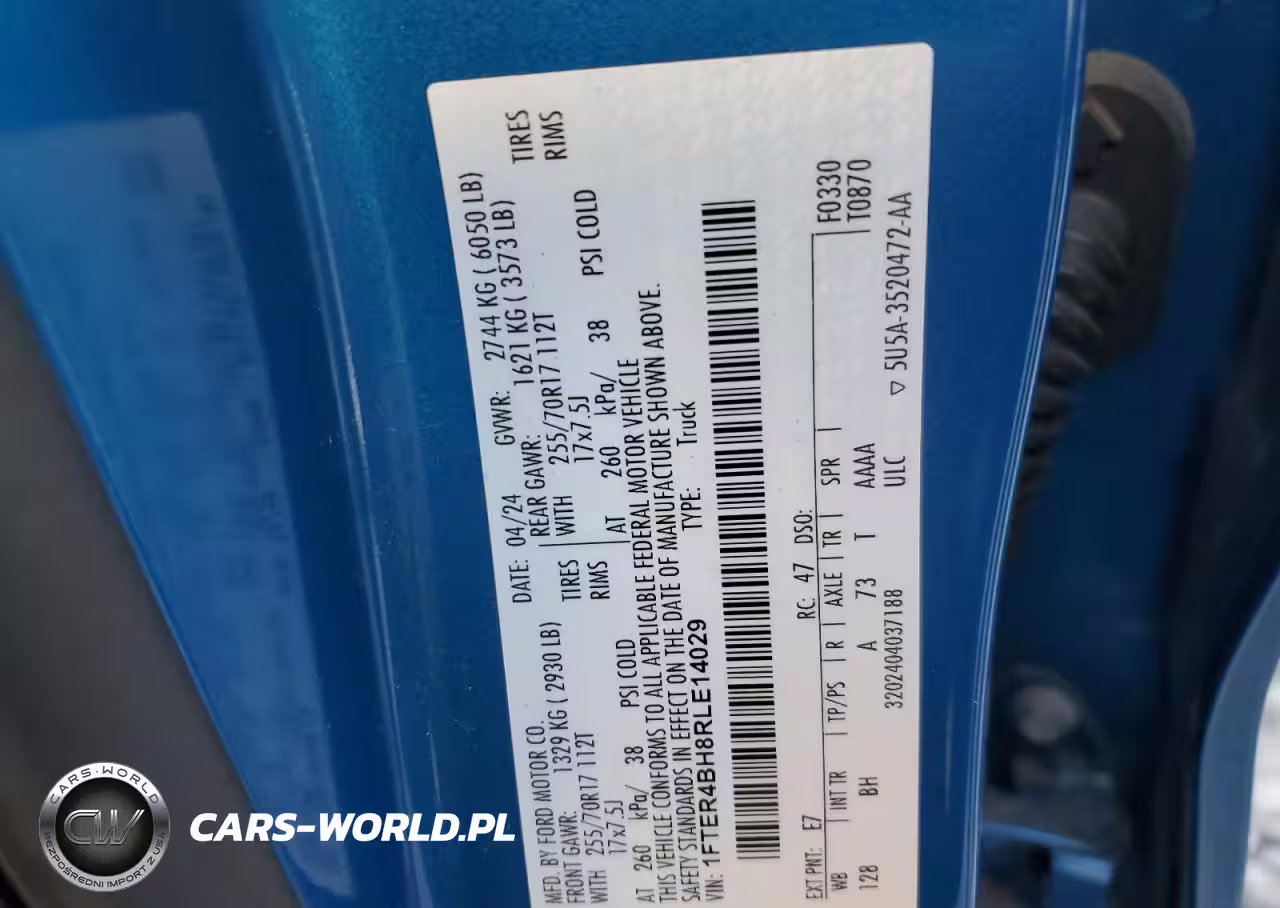 MFD. BY FORD MOTOR CO.
DATE: 04/24 GVWR: 2744 KG ( 6050 LB)
FRONT GAWR: 1329 KG ( 2930 LB) REAR GAWR: 1621 KG ( 3573 LB)
WITH 255/70R17 112T TIRES WITH 255/70R17 112T TIRES
17x7.5J RIMS 17x7.5J RIMS
AT 260 kPa/ 38 PSI COLD AT 260 kPa/ 38 PSI COLD
THIS VEHICLE CONFORMS TO ALL APPLICABLE FEDERAL MOTOR VEHICLE
SAFETY STANDARDS IN EFFECT ON THE DATE OF MANUFACTURE SHOWN ABOVE.
VIN: 1FTER4BH8RLE14029 TYPE: Truck
F0330
T0870
EXT PNT: E7 RC: 47 DSO:
WB INT TR TP/PS R AXLE TR SPR
128 BH A 73 T AAAA
3202404037188 ULC ▽ 5U5A-3520472-AA
CARS-WORLD
CW
BEZPOŚREDNI IMPORT Z USA
CARS-WORLD.PL